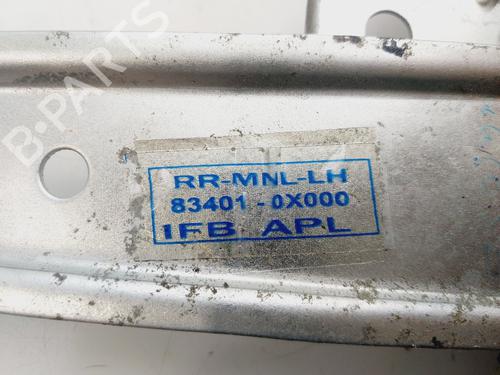 B-PARTS
RR-MNL-LH
83401-0X000
IFB APL